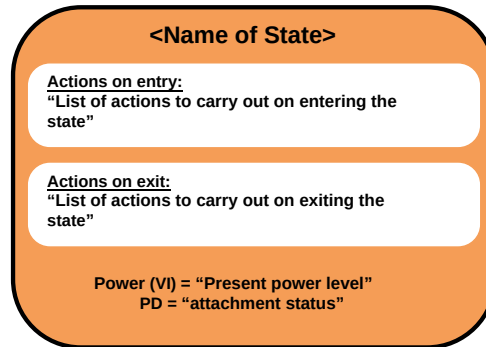 <Name of State>
Actions on entry:
“List of actions to carry out on entering the
state”
Actions on exit:
“List of actions to carry out on exiting the
state”
Power (VI) = “Present power level”
PD = “attachment status”